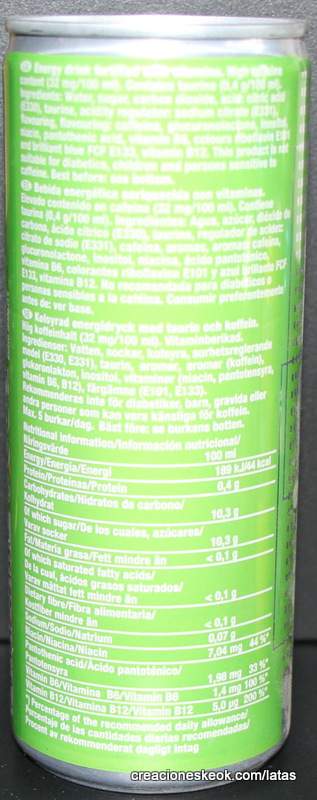 Energy drink with High caffeine
content (32 mg/100 ml). Contains taurine (0,4 g/100 ml).
Ingredients: Water, sugar, carbon dioxide, acid citric acid
(E330), taurine, acidity regulator sodium citrate (E331),
flavouring, flavouring caffeine, glucuronolactone, inositol,
niacin, pantothenic acid, vitamin B6, colours riboflavin E101
and brilliant blue FCF E133, vitamin B12. This product is not
suitable for diabetics, children and persons sensitive to
caffeine. Best before: see bottom.
Bebida energética enriquecida con vitaminas.
Elevado contenido en cafeína (32 mg/100 ml). Contiene
taurina (0,4 g/100 ml). Ingredientes: Agua, azúcar, dióxido de
carbono, ácido cítrico (E330), taurina, regulador de acidez:
citrato de sodio (E331), cafeína, aromas,
glucuronolactone, inositol, niacina, ácido pantoténico,
vitamina B6, colorantes riboflavina E101 y azul brillante FCF
E133, vitamina B12. No recomendada para diabéticos y
personas sensibles a la cafeína. Consumir preferentemente
antes de: ver base.
Kolsyrad energidryck med taurin och koffein.
Hög koffeinhalt (32 mg/100 ml). Vitaminberikad.
Ingredienser: Vatten, socker, kolsyra, surhetsreglerande
medel (E330, E331), taurin, aromer, aromer (koffein),
glukoronlakton, inositol, vitaminer (niacin, pantotensyra,
vitamin B6, B12), färgämne (E101, E133).
Rekommenderas inte för diabetiker, barn, gravida eller
andra personer som kan vara känsliga för koffein.
Max. 5 burkar/dag. Bäst före: se burkens botten.
Nutritional information/Información nutricional/
Näringsvärde 100 ml
Energy/Energía/Energi 189 kJ/44 kcal
Protein/Proteínas/Protein 0,4 g
Carbohydrates/Hidratos de carbono/
Kolhydrat 10,3 g
Of which sugar/De los cuales, azúcares/
Varav socker 10,3 g
Fat/Materia grasa/Fett mindre än < 0,1 g
Of which saturated fatty acids/
De la cual, ácidos grasos saturados/
Varav mättat fett mindre än < 0,1 g
Dietary fibre/Fibra alimentaria/
Kostfiber mindre än < 0,1 g
Sodium/Sodio/Natrium 0,07 g
Niacin/Niacina/Niacin 7,04 mg 44 %*
Pantothenic acid/Ácido pantoténico/
Pantotensyra 1,98 mg 33 %*
Vitamin B6/Vitamina B6/Vitamin B6 1,4 mg 100 %*
Vitamin B12/Vitamina B12/Vitamin B12 5,0 µg 200 %*
*) Percentage of the recommended daily allowance/
Porcentaje de las cantidades diarias recomendadas/
Procent av rekommenderat dagligt intag
creacioneskeok.com/latas